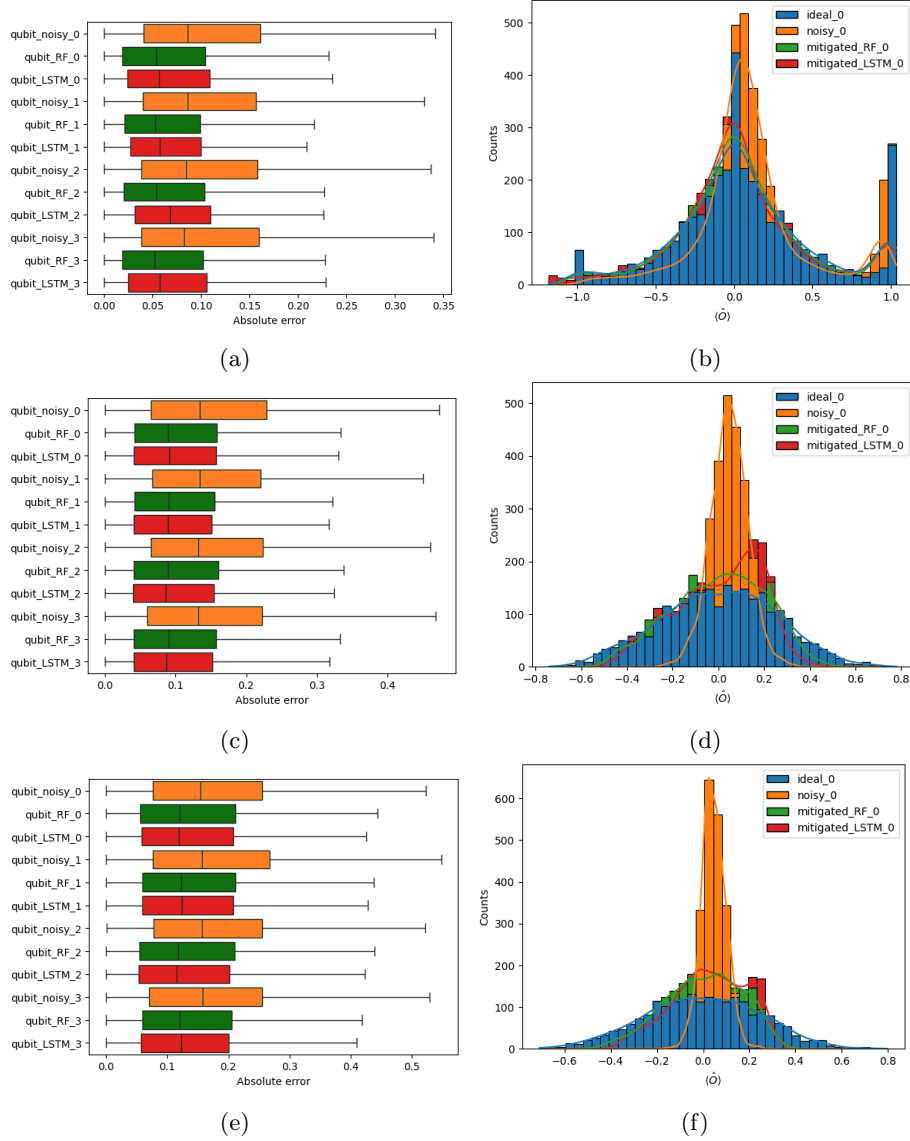 qubit_noisy_0
qubit_RF_0
qubit_LSTM_0
qubit_noisy_1
qubit_RF_1
qubit_LSTM_1
qubit_noisy_2
qubit_RF_2
qubit_LSTM_2
qubit_noisy_3
qubit_RF_3
qubit_LSTM_3
0.00 0.05 0.10 0.15 0.20 0.25 0.30 0.35
Absolute error
(a)
500
400
300
200
100
0
Counts
ideal_0
noisy_0
mitigated_RF_0
mitigated_LSTM_0
−1.0 −0.5 0.0 0.5 1.0
⟨Ô⟩
(b)
qubit_noisy_0
qubit_RF_0
qubit_LSTM_0
qubit_noisy_1
qubit_RF_1
qubit_LSTM_1
qubit_noisy_2
qubit_RF_2
qubit_LSTM_2
qubit_noisy_3
qubit_RF_3
qubit_LSTM_3
0.0 0.1 0.2 0.3 0.4
Absolute error
(c)
500
400
300
200
100
0
Counts
ideal_0
noisy_0
mitigated_RF_0
mitigated_LSTM_0
−0.8 −0.6 −0.4 −0.2 0.0 0.2 0.4 0.6 0.8
⟨Ô⟩
(d)
qubit_noisy_0
qubit_RF_0
qubit_LSTM_0
qubit_noisy_1
qubit_RF_1
qubit_LSTM_1
qubit_noisy_2
qubit_RF_2
qubit_LSTM_2
qubit_noisy_3
qubit_RF_3
qubit_LSTM_3
0.0 0.1 0.2 0.3 0.4 0.5
Absolute error
(e)
600
500
400
300
200
100
0
Counts
ideal_0
noisy_0
mitigated_RF_0
mitigated_LSTM_0
−0.6 −0.4 −0.2 0.0 0.2 0.4 0.6 0.8
⟨Ô⟩
(f)